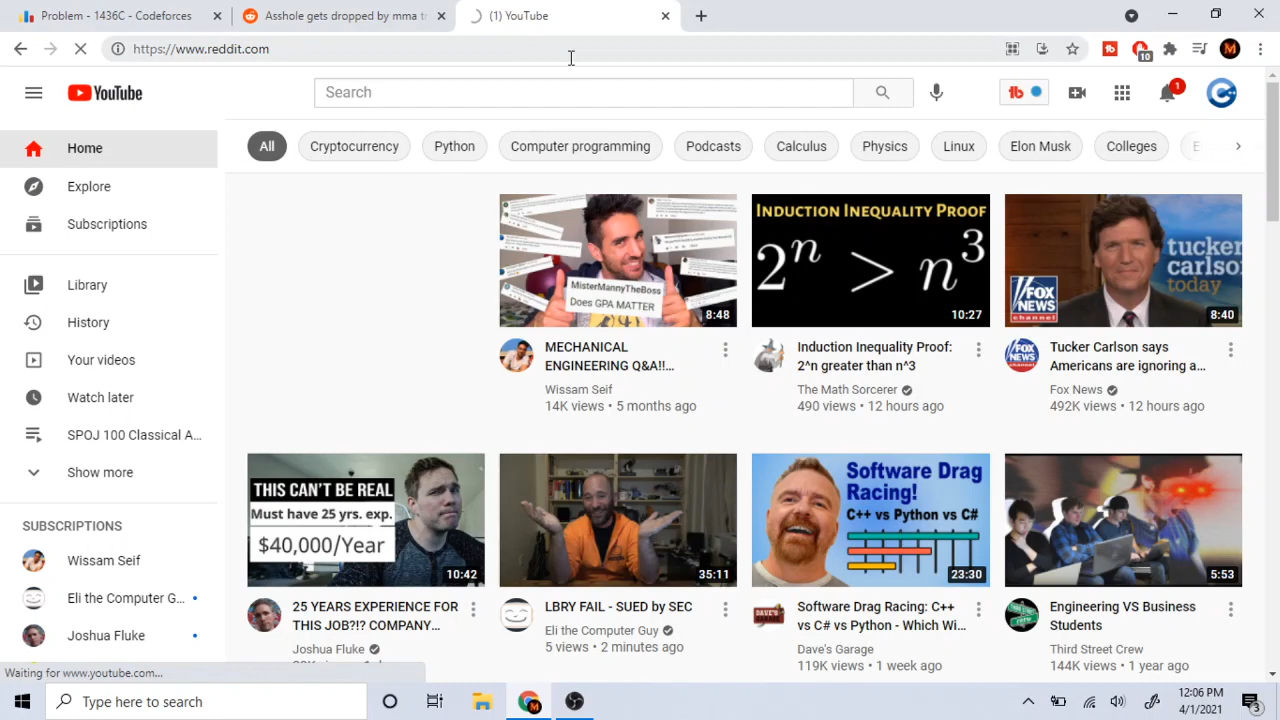 Problem - 1436C - Codeforces
Asshole gets dropped by mma t
(1) YouTube
https://www.reddit.com
10
YouTube
Search
1
Home
Explore
Subscriptions
Library
History
Your videos
Watch later
SPOJ 100 Classical A...
Show more
SUBSCRIPTIONS
Wissam Seif
Eli the Computer G...
Joshua Fluke
All
Cryptocurrency
Python
Computer programming
Podcasts
Calculus
Physics
Linux
Elon Musk
Colleges
MisterMannyTheBoss
Does GPA MATTER
8:48
MECHANICAL
ENGINEERING Q&A!!...
Wissam Seif
14K views • 5 months ago
INDUCTION INEQUALITY PROOF
2^n > n^3
10:27
Induction Inequality Proof:
2^n greater than n^3
The Math Sorcerer
490 views • 12 hours ago
tucker
carlson
today
FOX
NEWS
channel
8:40
Tucker Carlson says
Americans are ignoring a...
Fox News
492K views • 12 hours ago
THIS CAN'T BE REAL
Must have 25 yrs. exp.
$40,000/Year
10:42
25 YEARS EXPERIENCE FOR
THIS JOB?!? COMPANY...
Joshua Fluke
35:11
LBRY FAIL - SUED by SEC
Eli the Computer Guy
5 views • 2 minutes ago
Software Drag
Racing!
C++ vs Python vs C#
23:30
Software Drag Racing: C++
vs C# vs Python - Which Wi...
Dave's Garage
119K views • 1 week ago
5:53
Engineering VS Business
Students
Third Street Crew
144K views • 1 year ago
Waiting for www.youtube.com...
Type here to search
12:06 PM
4/1/2021
3